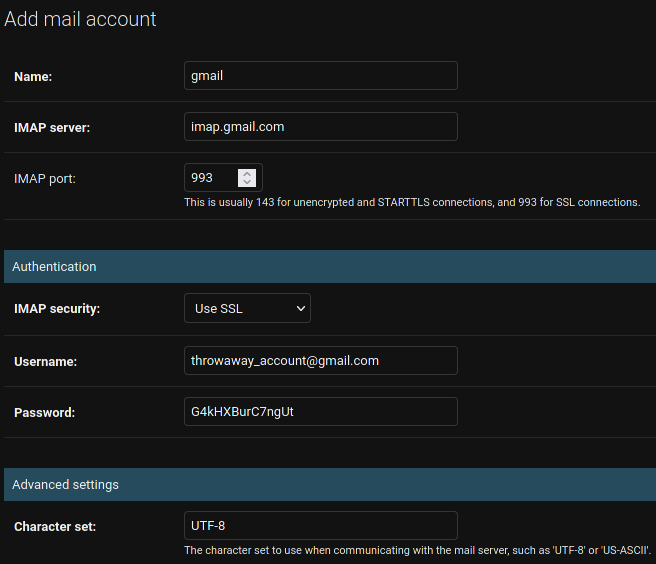 Add mail account
Name: gmail
IMAP server: imap.gmail.com
IMAP port: 993
This is usually 143 for unencrypted and STARTTLS connections, and 993 for SSL connections.
Authentication
IMAP security: Use SSL
Username: throwaway_account@gmail.com
Password: G4kHXBurC7ngUt
Advanced settings
Character set: UTF-8
The character set to use when communicating with the mail server, such as 'UTF-8' or 'US-ASCII'.